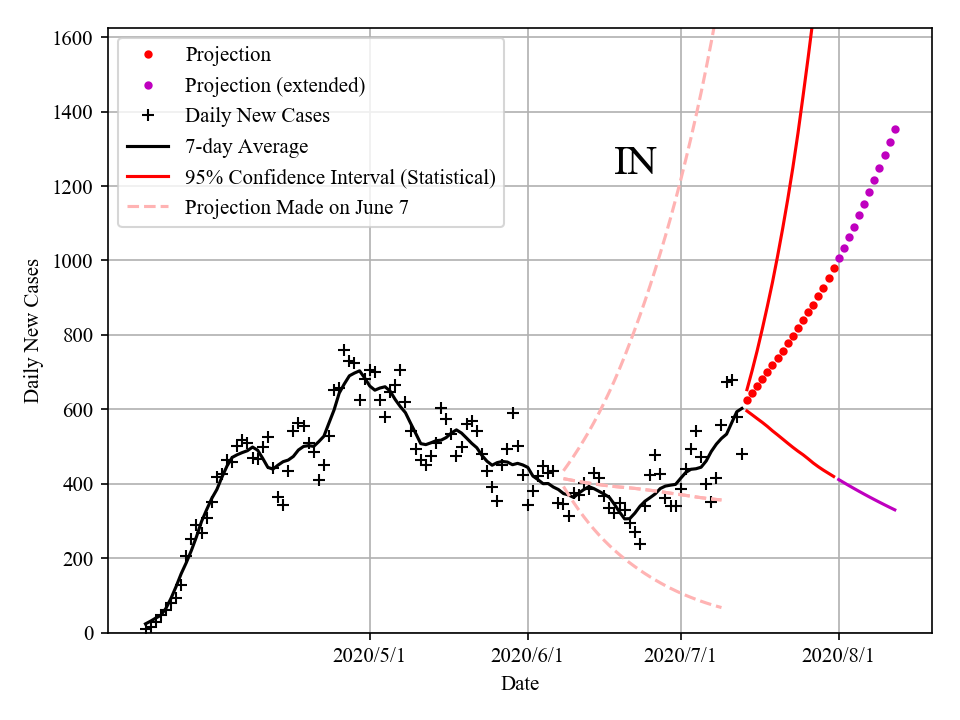 1600
1400
1200
1000
800
600
400
200
0
Daily New Cases
Projection
Projection (extended)
Daily New Cases
7-day Average
95% Confidence Interval (Statistical)
Projection Made on June 7
IN
2020/5/1 2020/6/1 2020/7/1 2020/8/1
Date